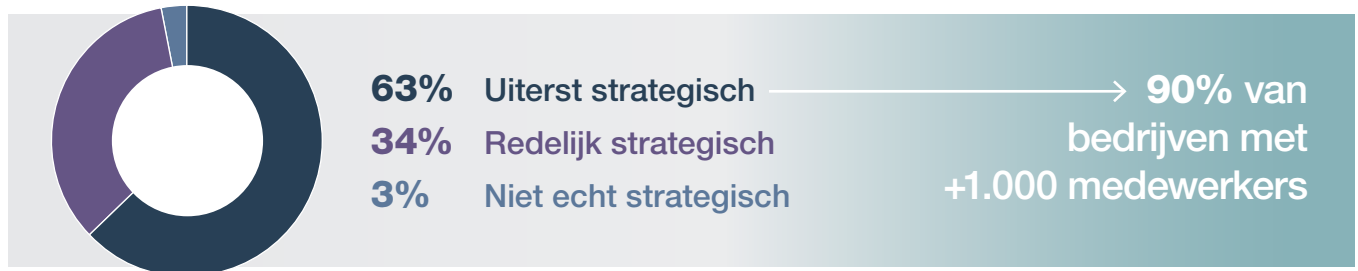 63% Uiterst strategisch → 90% van
34% Redelijk strategisch bedrijven met
3% Niet echt strategisch +1.000 medewerkers